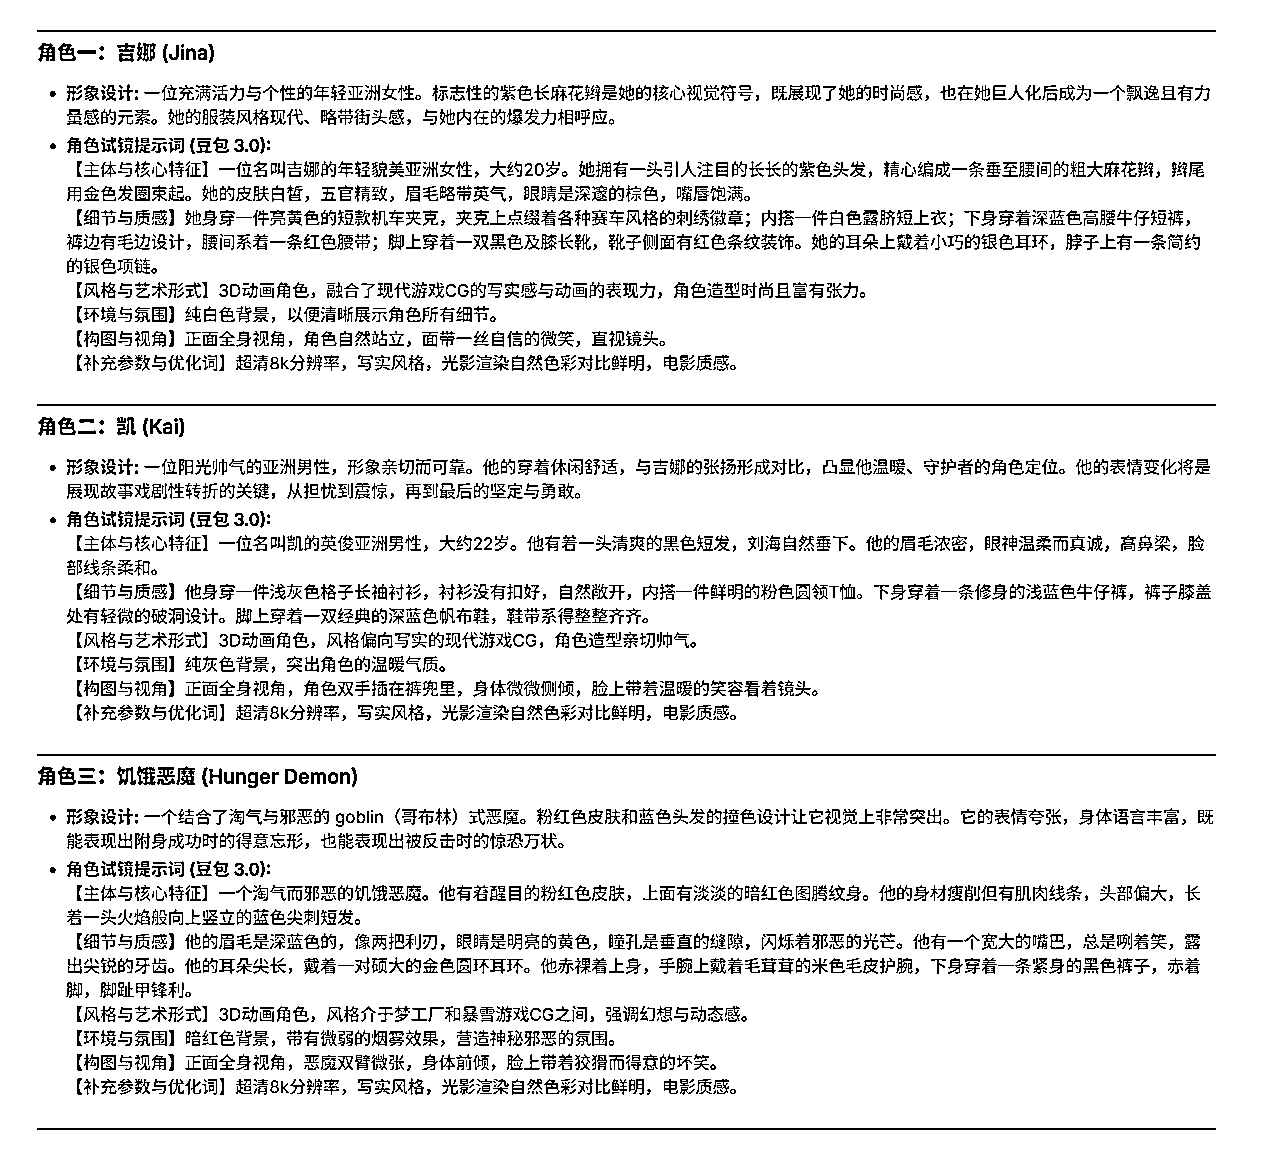 角色一：吉娜 (Jina)
• 形象设计: 一位充满活力与个性的年轻亚洲女性。标志性的紫色长麻花辫是她的核心视觉符号，既展现了她的时尚感，也在她巨人化后成为一个飘逸且有力
量感的元素。她的服装风格现代、略带街头感，与她内在的爆发力相呼应。
• 角色试镜提示词 (豆包 3.0):
【主体与核心特征】一位名叫吉娜的年轻貌美亚洲女性，大约20岁。她拥有一头引人注目的长长的紫色头发，精心编成一条垂至腰间的粗大麻花辫，辫尾
用金色发圈束起。她的皮肤白皙，五官精致，眉毛略带英气，眼睛是深邃的棕色，嘴唇饱满。
【细节与质感】她身穿一件亮黄色的短款机车夹克，夹克上点缀着各种赛车风格的刺绣徽章；内搭一件白色露脐短上衣；下身穿着深蓝色高腰牛仔短裤，
裤边有毛边设计，腰间系着一条红色腰带；脚上穿着一双黑色及膝长靴，靴子侧面有红色条纹装饰。她的耳朵上戴着小巧的银色耳环，脖子上有一条简约
的银色项链。
【风格与艺术形式】3D动画角色，融合了现代游戏CG的写实感与动画的表现力，角色造型时尚且富有张力。
【环境与氛围】纯白色背景，以便清晰展示角色所有细节。
【构图与视角】正面全身视角，角色自然站立，面带一丝自信的微笑，直视镜头。
【补充参数与优化词】超清8k分辨率，写实风格，光影渲染自然色彩对比鲜明，电影质感。
角色二：凯 (Kai)
• 形象设计: 一位阳光帅气的亚洲男性，形象亲切而可靠。他的穿着休闲舒适，与吉娜的张扬形成对比，凸显他温暖、守护者的角色定位。他的表情变化将是
展现故事戏剧性转折的关键，从担忧到震惊，再到最后的坚定与勇敢。
• 角色试镜提示词 (豆包 3.0):
【主体与核心特征】一位名叫凯的英俊亚洲男性，大约22岁。他有着一头清爽的黑色短发，刘海自然垂下。他的眉毛浓密，眼神温柔而真诚，高鼻梁，脸
部线条柔和。
【细节与质感】他身穿一件浅灰色格子长袖衬衫，衬衫没有扣好，自然敞开，内搭一件鲜明的粉色圆领T恤。下身穿着一条修身的浅蓝色牛仔裤，裤子膝盖
处有轻微的破洞设计。脚上穿着一双经典的深蓝色帆布鞋，鞋带系得整整齐齐。
【风格与艺术形式】3D动画角色，风格偏向写实的现代游戏CG，角色造型亲切帅气。
【环境与氛围】纯灰色背景，突出角色的温暖气质。
【构图与视角】正面全身视角，角色双手插在裤兜里，身体微微侧倾，脸上带着温暖的笑容看着镜头。
【补充参数与优化词】超清8k分辨率，写实风格，光影渲染自然色彩对比鲜明，电影质感。
角色三：饥饿恶魔 (Hunger Demon)
• 形象设计: 一个结合了淘气与邪恶的 goblin（哥布林）式恶魔。粉红色皮肤和蓝色头发的撞色设计让它视觉上非常突出。它的表情夸张，身体语言丰富，既
能表现出附身成功时的得意忘形，也能表现出被反击时的惊恐万状。
• 角色试镜提示词 (豆包 3.0):
【主体与核心特征】一个淘气而邪恶的饥饿恶魔。他有着醒目的粉红色皮肤，上面有淡淡的暗红色图腾纹身。他的身材瘦削但有肌肉线条，头部偏大，长
着一头火焰般向上竖立的蓝色尖刺短发。
【细节与质感】他的眉毛是深蓝色的，像两把利刃，眼睛是明亮的黄色，瞳孔是垂直的缝隙，闪烁着邪恶的光芒。他有一个宽大的嘴巴，总是咧着笑，露
出尖锐的牙齿。他的耳朵尖长，戴着一对硕大的金色圆环耳环。他赤裸着上身，手腕上戴着毛茸茸的米色毛皮护腕，下身穿着一条紧身的黑色裤子，赤着
脚，脚趾甲锋利。
【风格与艺术形式】3D动画角色，风格介于梦工厂和暴雪游戏CG之间，强调幻想与动态感。
【环境与氛围】暗红色背景，带有微弱的烟雾效果，营造神秘邪恶的氛围。
【构图与视角】正面全身视角，恶魔双臂微张，身体前倾，脸上带着狡猾而得意的坏笑。
【补充参数与优化词】超清8k分辨率，写实风格，光影渲染自然色彩对比鲜明，电影质感。